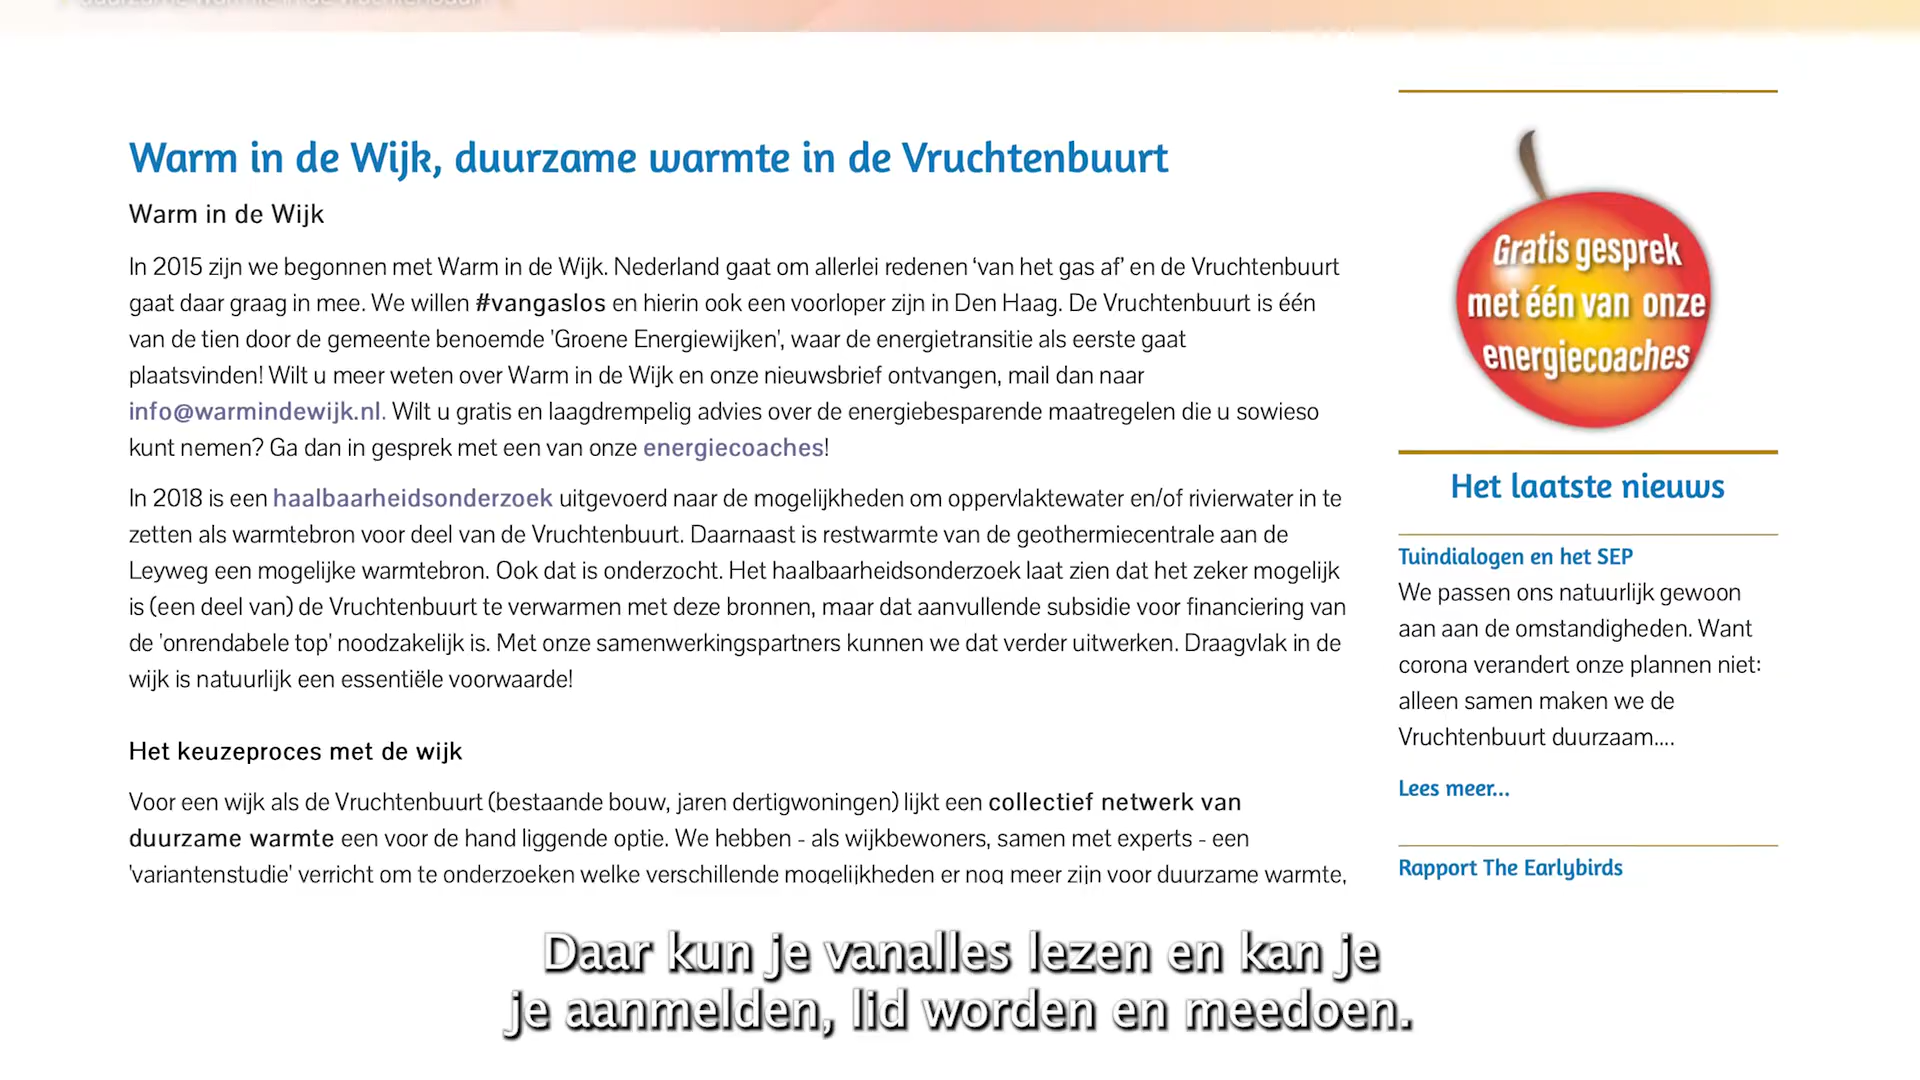 Warm in de Wijk, duurzame warmte in de Vruchtenbuurt
Warm in de Wijk
In 2015 zijn we begonnen met Warm in de Wijk. Nederland gaat om allerlei redenen ‘van het gas af’ en de Vruchtenbuurt
gaat daar graag in mee. We willen #vangaslos en hierin ook een voorloper zijn in Den Haag. De Vruchtenbuurt is één
van de tien door de gemeente benoemde 'Groene Energiewijken', waar de energietransitie als eerste gaat
plaatsvinden! Wilt u meer weten over Warm in de Wijk en onze nieuwsbrief ontvangen, mail dan naar
info@warmindewijk.nl. Wilt u gratis en laagdrempelig advies over de energiebesparende maatregelen die u sowieso
kunt nemen? Ga dan in gesprek met een van onze energiecoaches!
In 2018 is een haalbaarheidsonderzoek uitgevoerd naar de mogelijkheden om oppervlaktewater en/of rivierwater in te
zetten als warmtebron voor deel van de Vruchtenbuurt. Daarnaast is restwarmte van de geothermiecentrale aan de
Leyweg een mogelijke warmtebron. Ook dat is onderzocht. Het haalbaarheidsonderzoek laat zien dat het zeker mogelijk
is (een deel van) de Vruchtenbuurt te verwarmen met deze bronnen, maar dat aanvullende subsidie voor financiering van
de 'onrendabele top' noodzakelijk is. Met onze samenwerkingspartners kunnen we dat verder uitwerken. Draagvlak in de
wijk is natuurlijk een essentiële voorwaarde!
Het keuzeproces met de wijk
Voor een wijk als de Vruchtenbuurt (bestaande bouw, jaren dertigwoningen) lijkt een collectief netwerk van
duurzame warmte een voor de hand liggende optie. We hebben - als wijkbewoners, samen met experts - een
'variantenstudie' verricht om te onderzoeken welke verschillende mogelijkheden er nog meer zijn voor duurzame warmte,
Gratis gesprek
met één van onze
energiecoaches
Het laatste nieuws
Tuindialogen en het SEP
We passen ons natuurlijk gewoon
aan aan de omstandigheden. Want
corona verandert onze plannen niet:
alleen samen maken we de
Vruchtenbuurt duurzaam....
Lees meer...
Rapport The Earlybirds
Daar kun je vanalles lezen en kan je
je aanmelden, lid worden en meedoen.